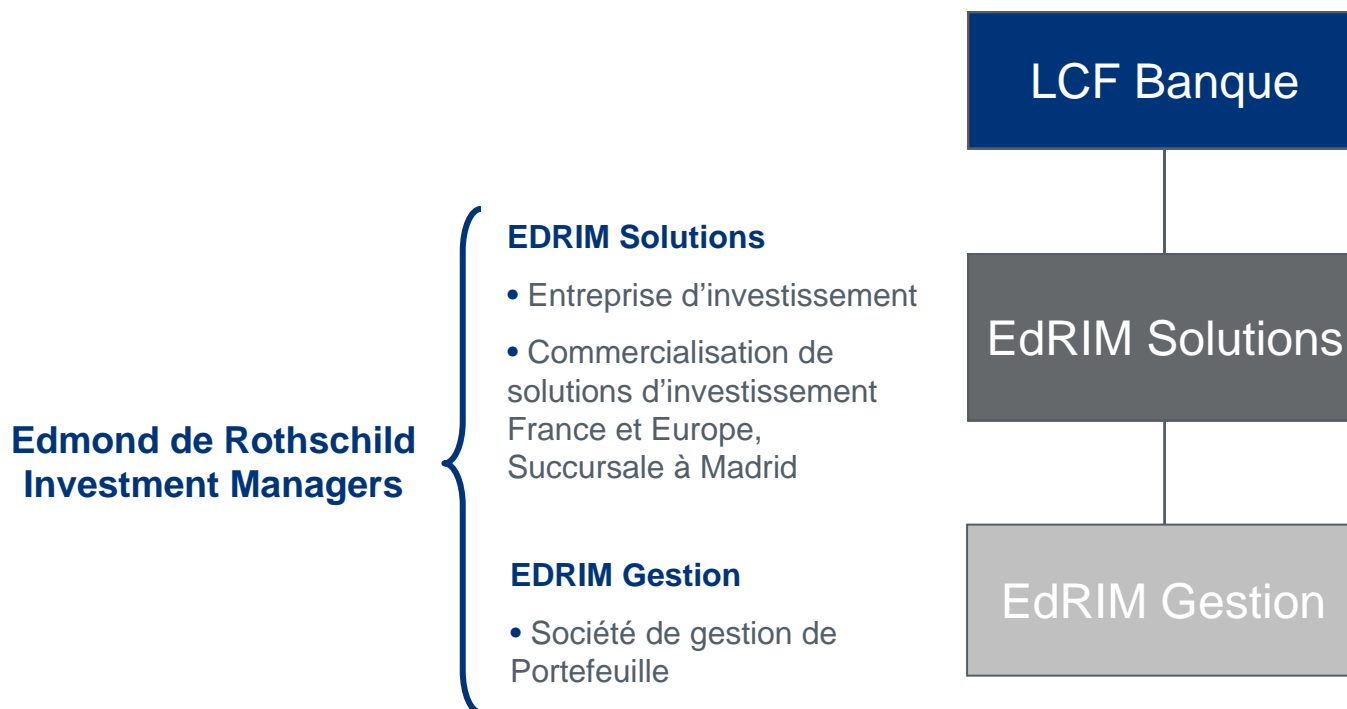 LCF Banque
EDRIM Solutions
• Entreprise d’investissement
• Commercialisation de
solutions d’investissement
France et Europe,
Succursale à Madrid
EdRIM Solutions
Edmond de Rothschild
Investment Managers
EDRIM Gestion
• Société de gestion de
Portefeuille
EdRIM Gestion